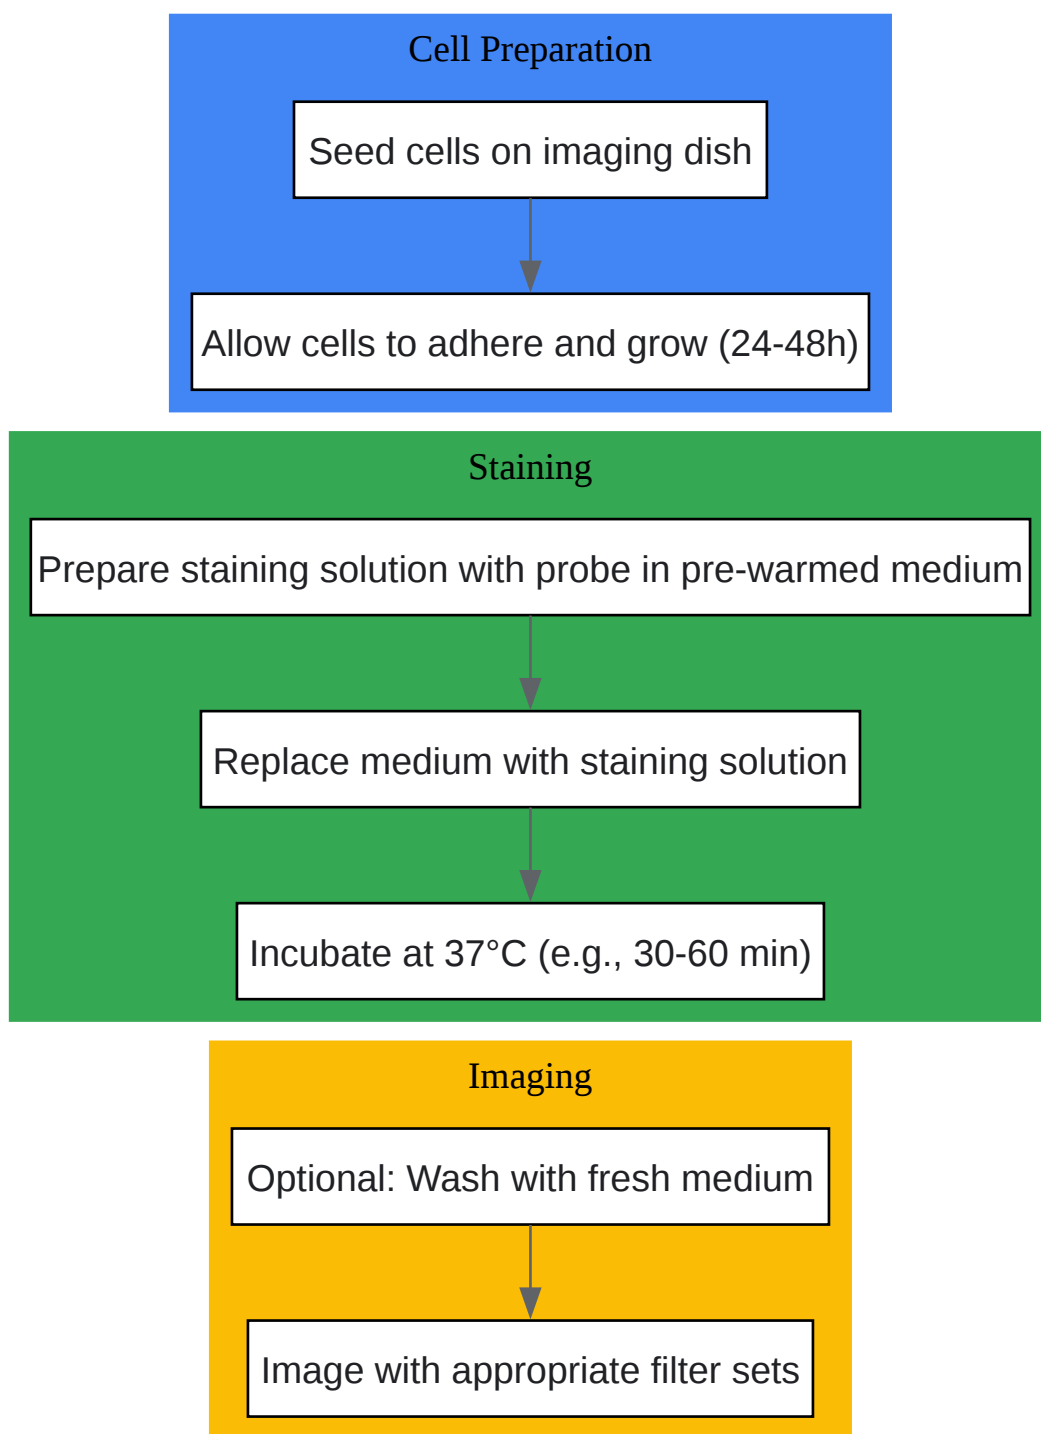 Cell Preparation
Seed cells on imaging dish
Allow cells to adhere and grow (24-48h)
Staining
Prepare staining solution with probe in pre-warmed medium
Replace medium with staining solution
Incubate at 37°C (e.g., 30-60 min)
Imaging
Optional: Wash with fresh medium
Image with appropriate filter sets